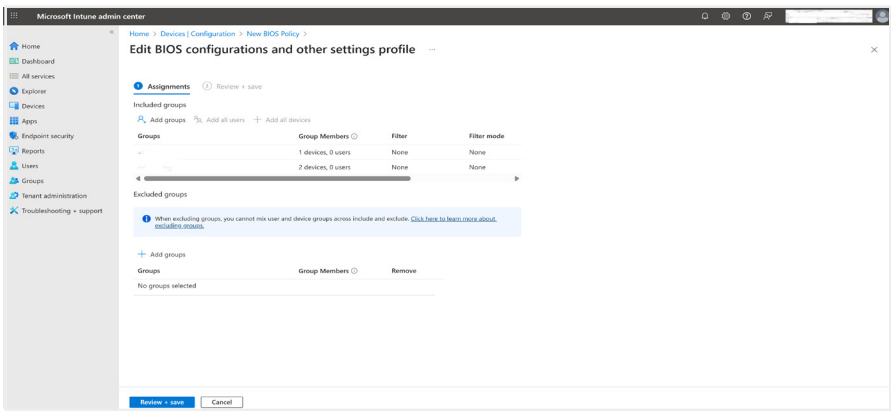 Microsoft Intune admin center
Home > Devices | Configuration > New BIOS Policy >
Edit BIOS configurations and other settings profile ...
Home
Dashboard
All services
Explorer
Devices
Apps
Endpoint security
Reports
Users
Groups
Tenant administration
Troubleshooting + support
1 Assignments 2 Review + save
Included groups
Add groups Add all users Add all devices
Groups Group Members Filter Filter mode
1 devices, 0 users None None
2 devices, 0 users None None
Excluded groups
When excluding groups, you cannot mix user and device groups across include and exclude. Click here to learn more about
excluding groups.
Add groups
Groups Group Members Remove
No groups selected
Review + save Cancel